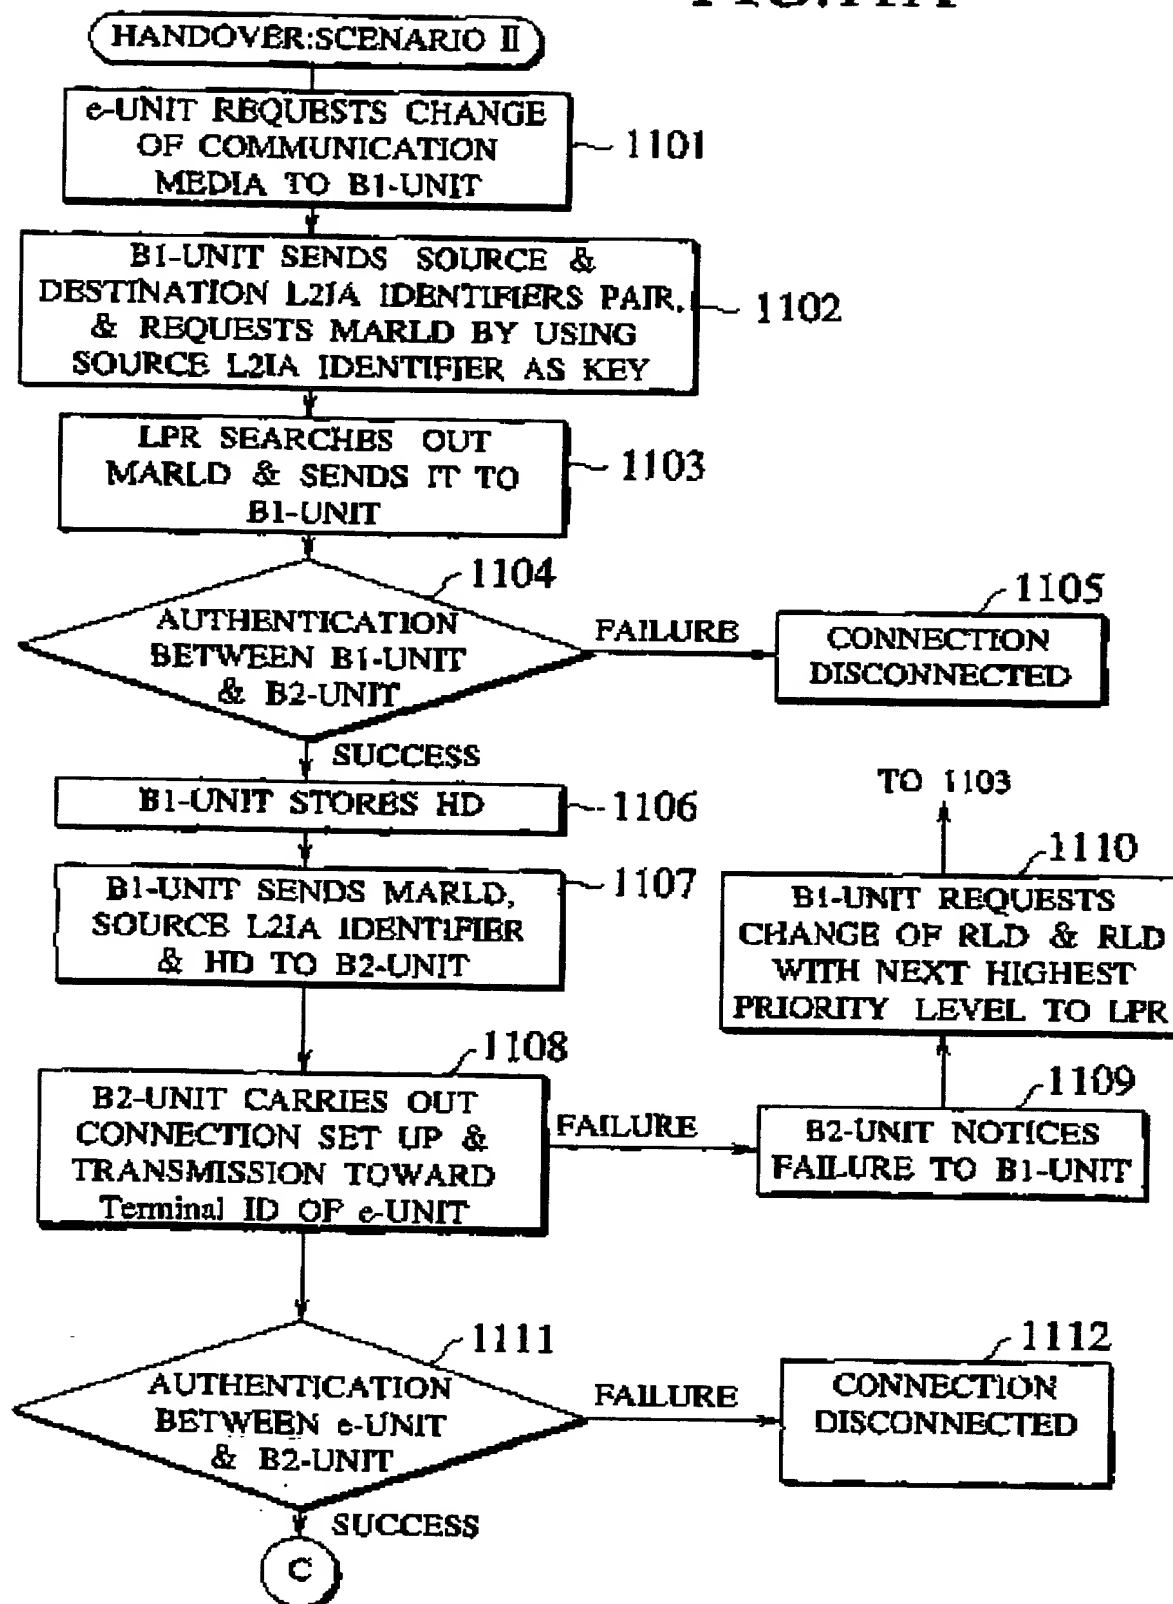 HANDOVER:SCENARIO II
e-UNIT REQUESTS CHANGE
OF COMMUNICATION
MEDIA TO B1-UNIT
1101
B1-UNIT SENDS SOURCE &
DESTINATION L2IA IDENTIFIERS PAIR,
& REQUESTS MARLD BY USING
SOURCE L2IA IDENTIFIER AS KEY
1102
LPR SEARCHES OUT
MARLD & SENDS IT TO
B1-UNIT
1103
1104
AUTHENTICATION
BETWEEN B1-UNIT
& B2-UNIT
FAILURE
1105
CONNECTION
DISCONNECTED
SUCCESS
B1-UNIT STORES HD
1106
B1-UNIT SENDS MARLD,
SOURCE L2IA IDENTIFIER
& HD TO B2-UNIT
1107
TO 1103
1110
B1-UNIT REQUESTS
CHANGE OF RLD & RLD
WITH NEXT HIGHEST
PRIORITY LEVEL TO LPR
1108
B2-UNIT CARRIES OUT
CONNECTION SET UP &
TRANSMISSION TOWARD
Terminal ID OF e-UNIT
FAILURE
1109
B2-UNIT NOTICES
FAILURE TO B1-UNIT
1111
AUTHENTICATION
BETWEEN e-UNIT
& B2-UNIT
FAILURE
1112
CONNECTION
DISCONNECTED
SUCCESS
C